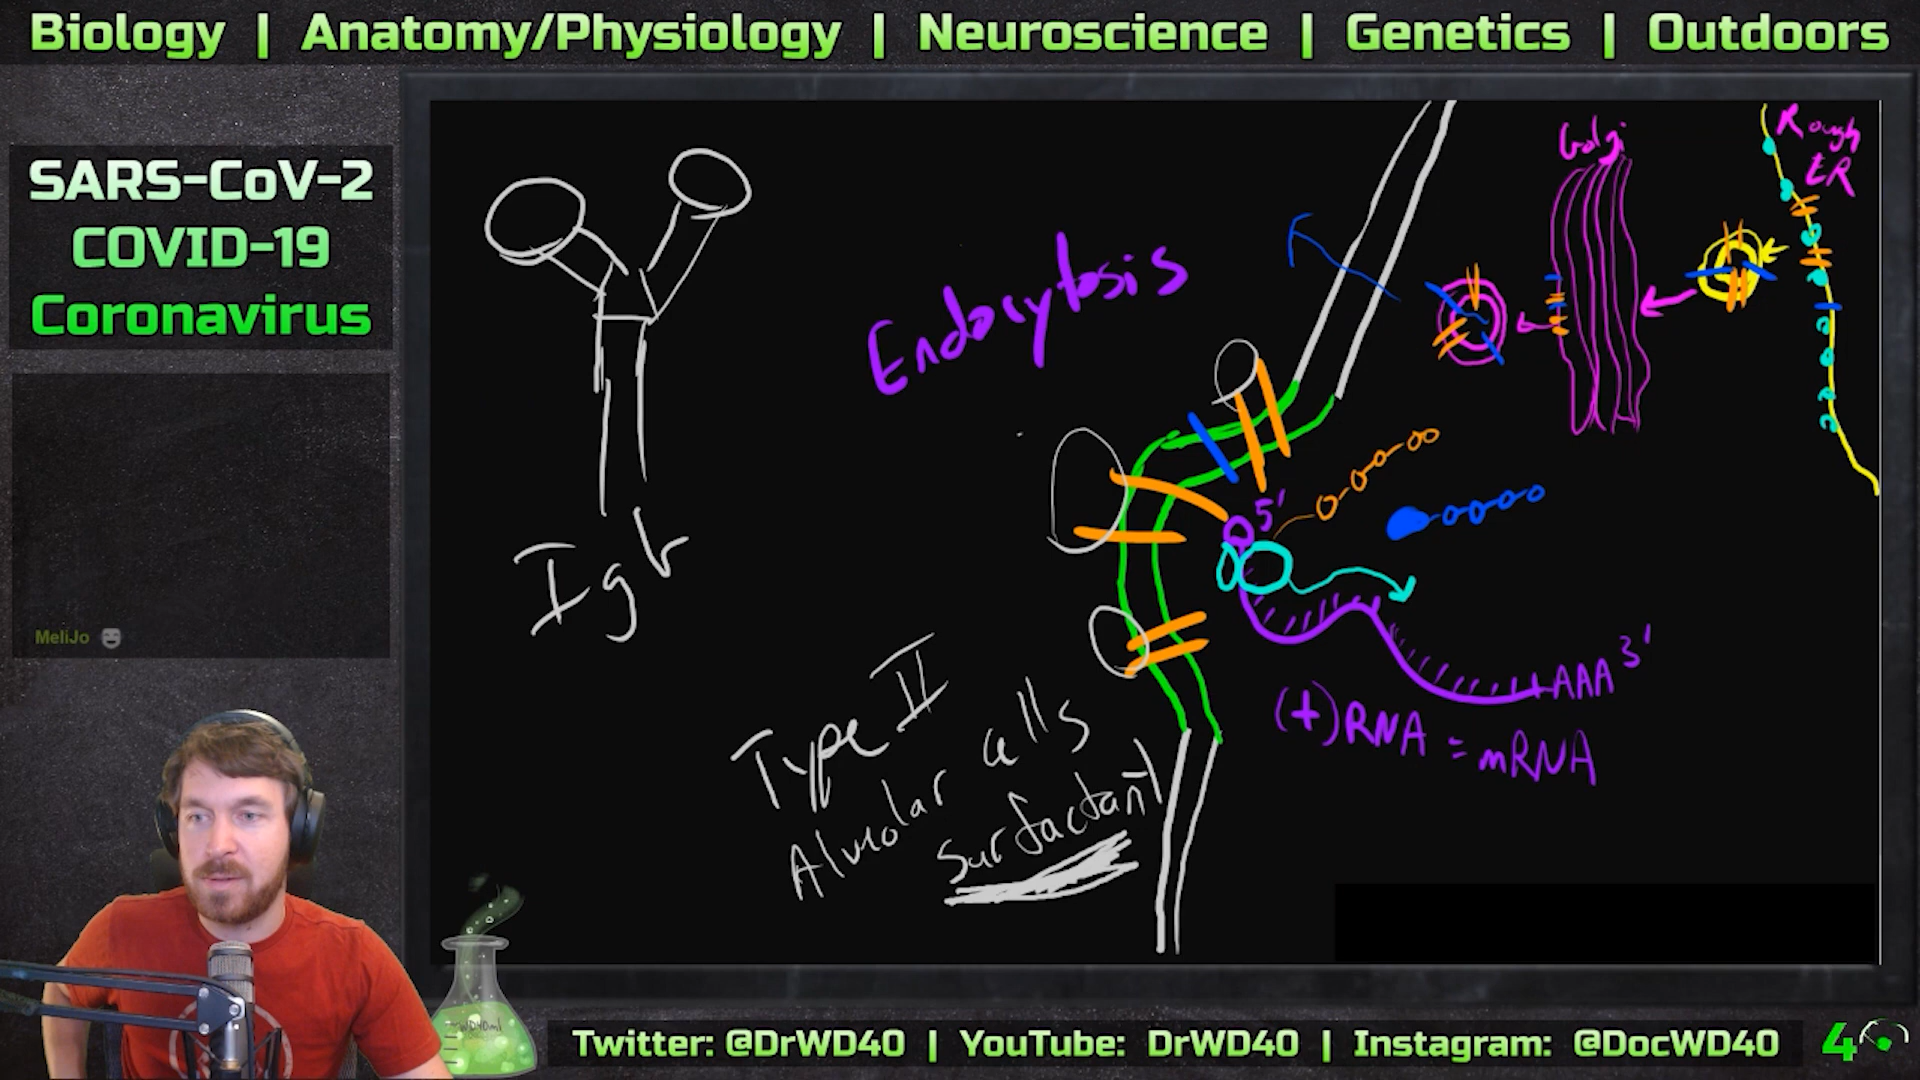 Biology | Anatomy/Physiology | Neuroscience | Genetics | Outdoors
SARS-CoV-2
COVID-19
Coronavirus
MeliJo
Golgi
Rough
ER
Endocytosis
5'
Type II
Alveolar cells
Surfactant
AAA 3'
(+)RNA = mRNA
Twitter: @DrWD40 | YouTube: DrWD40 | Instagram: @DocWD40
4